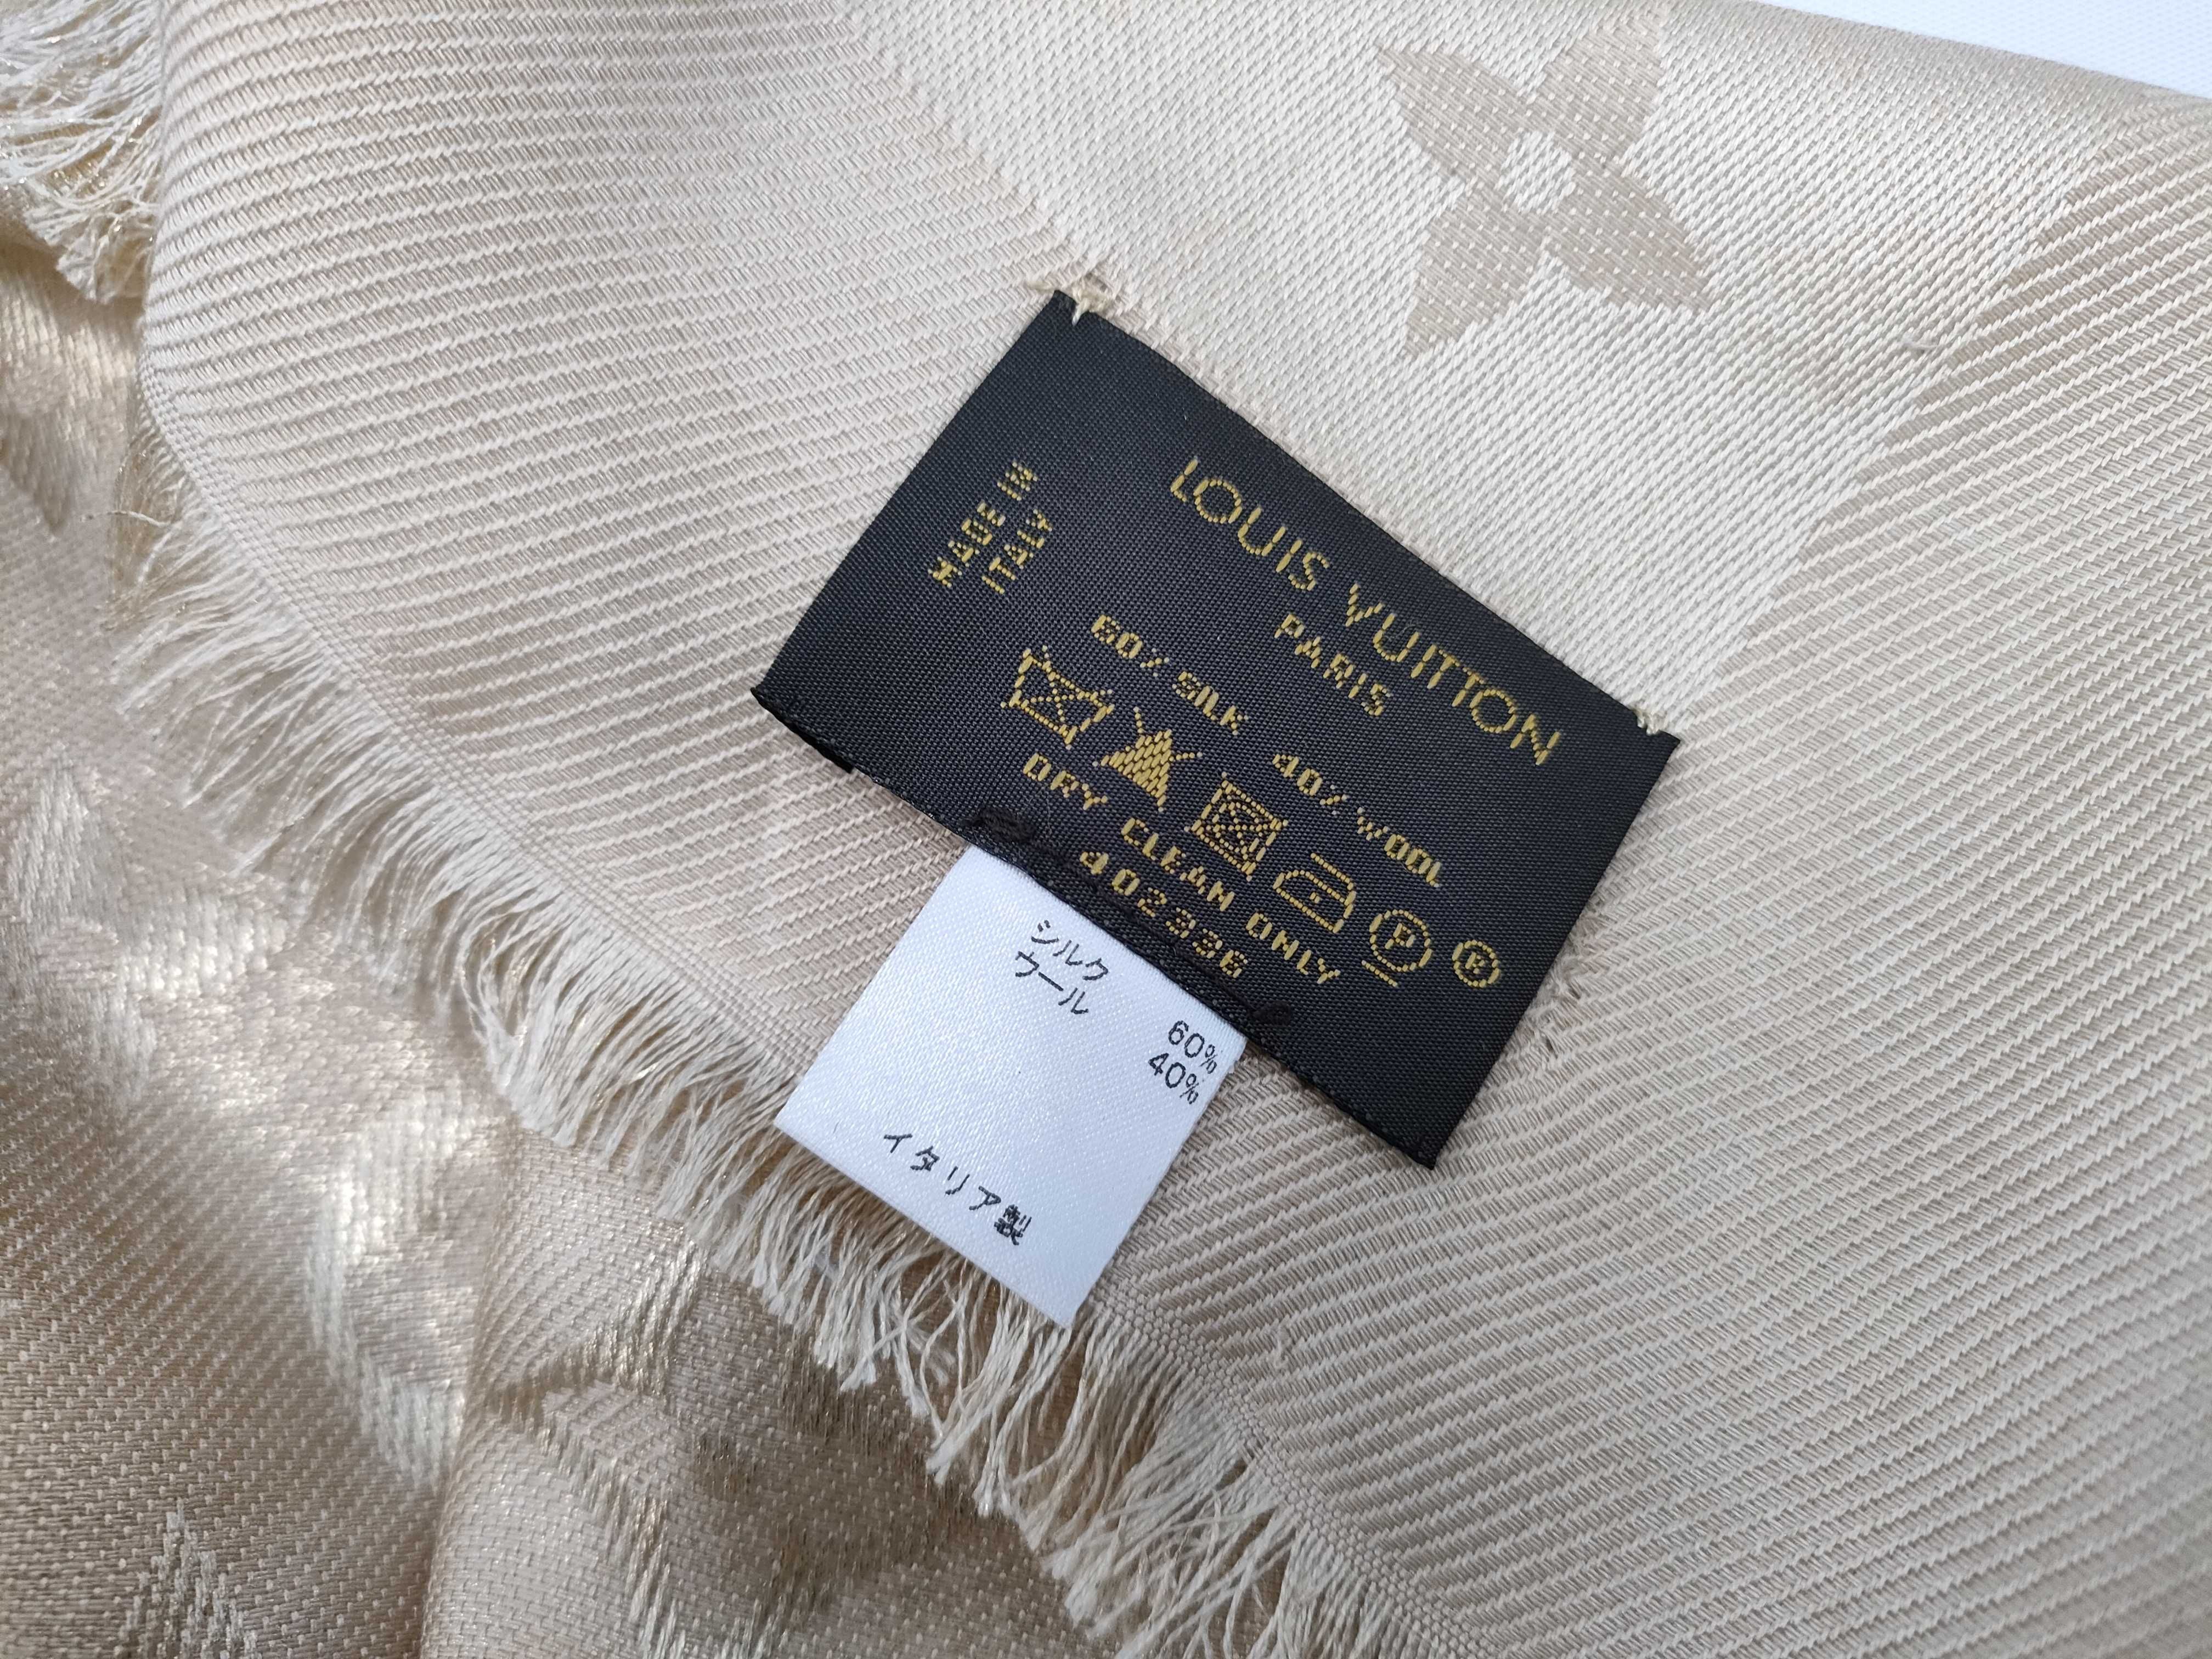 LOUIS VUITTON
PARIS
MADE IN
ITALY
60% SILK 40% WOOL
P
DRY CLEAN ONLY
402336
シルク 60%
ウール 40%
イタリア製